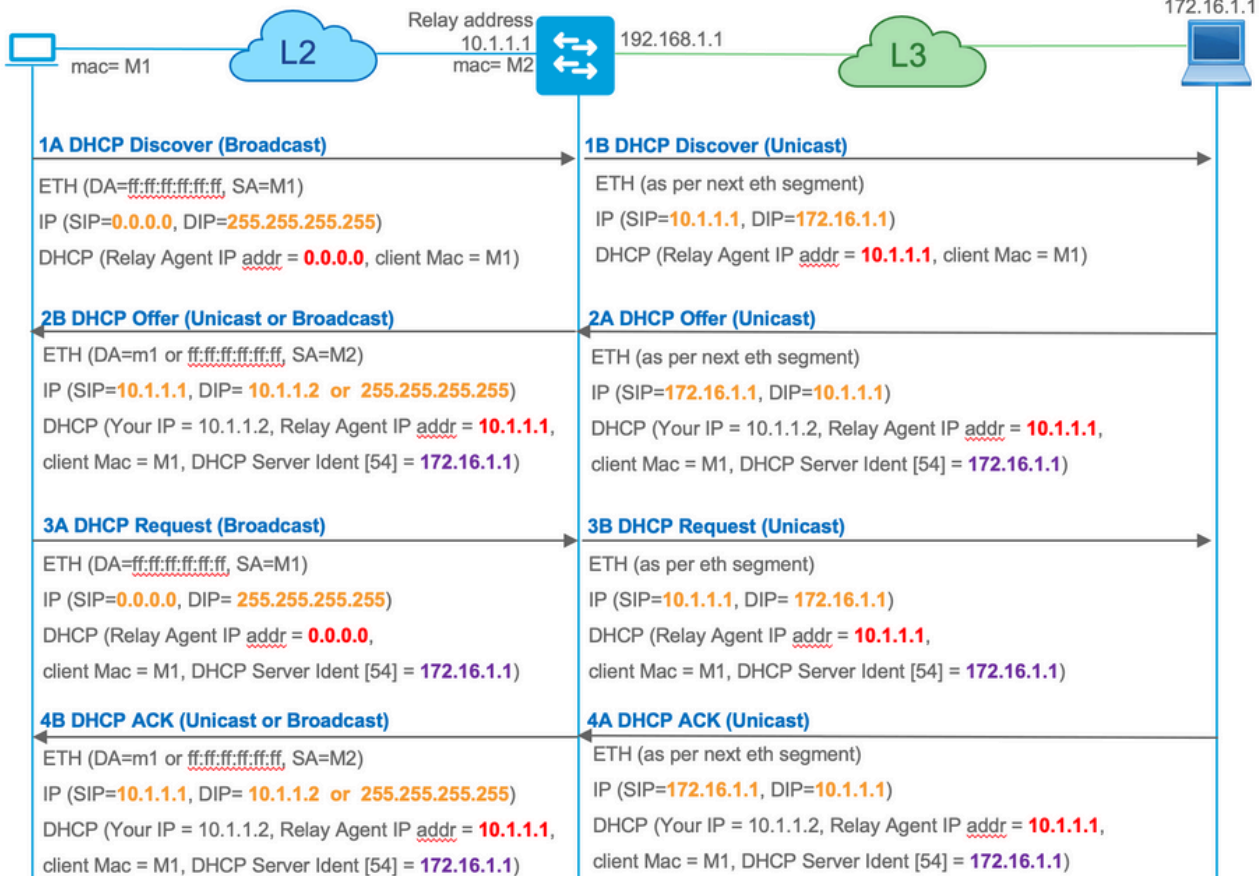 172.16.1.1
Relay address
10.1.1.1
mac= M2
192.168.1.1
mac= M1
L2
L3
1A DHCP Discover (Broadcast)
ETH (DA=ff:ff:ff:ff:ff:ff, SA=M1)
IP (SIP=0.0.0.0, DIP=255.255.255.255)
DHCP (Relay Agent IP addr = 0.0.0.0, client Mac = M1)
1B DHCP Discover (Unicast)
ETH (as per next eth segment)
IP (SIP=10.1.1.1, DIP=172.16.1.1)
DHCP (Relay Agent IP addr = 10.1.1.1, client Mac = M1)
2B DHCP Offer (Unicast or Broadcast)
ETH (DA=m1 or ff:ff:ff:ff:ff:ff, SA=M2)
IP (SIP=10.1.1.1, DIP= 10.1.1.2 or 255.255.255.255)
DHCP (Your IP = 10.1.1.2, Relay Agent IP addr = 10.1.1.1,
client Mac = M1, DHCP Server Ident [54] = 172.16.1.1)
2A DHCP Offer (Unicast)
ETH (as per next eth segment)
IP (SIP=172.16.1.1, DIP=10.1.1.1)
DHCP (Your IP = 10.1.1.2, Relay Agent IP addr = 10.1.1.1,
client Mac = M1, DHCP Server Ident [54] = 172.16.1.1)
3A DHCP Request (Broadcast)
ETH (DA=ff:ff:ff:ff:ff:ff, SA=M1)
IP (SIP=0.0.0.0, DIP= 255.255.255.255)
DHCP (Relay Agent IP addr = 0.0.0.0,
client Mac = M1, DHCP Server Ident [54] = 172.16.1.1)
3B DHCP Request (Unicast)
ETH (as per eth segment)
IP (SIP=10.1.1.1, DIP= 172.16.1.1)
DHCP (Relay Agent IP addr = 10.1.1.1,
client Mac = M1, DHCP Server Ident [54] = 172.16.1.1)
4B DHCP ACK (Unicast or Broadcast)
ETH (DA=m1 or ff:ff:ff:ff:ff:ff, SA=M2)
IP (SIP=10.1.1.1, DIP= 10.1.1.2 or 255.255.255.255)
DHCP (Your IP = 10.1.1.2, Relay Agent IP addr = 10.1.1.1,
client Mac = M1, DHCP Server Ident [54] = 172.16.1.1)
4A DHCP ACK (Unicast)
ETH (as per next eth segment)
IP (SIP=172.16.1.1, DIP=10.1.1.1)
DHCP (Your IP = 10.1.1.2, Relay Agent IP addr = 10.1.1.1,
client Mac = M1, DHCP Server Ident [54] = 172.16.1.1)